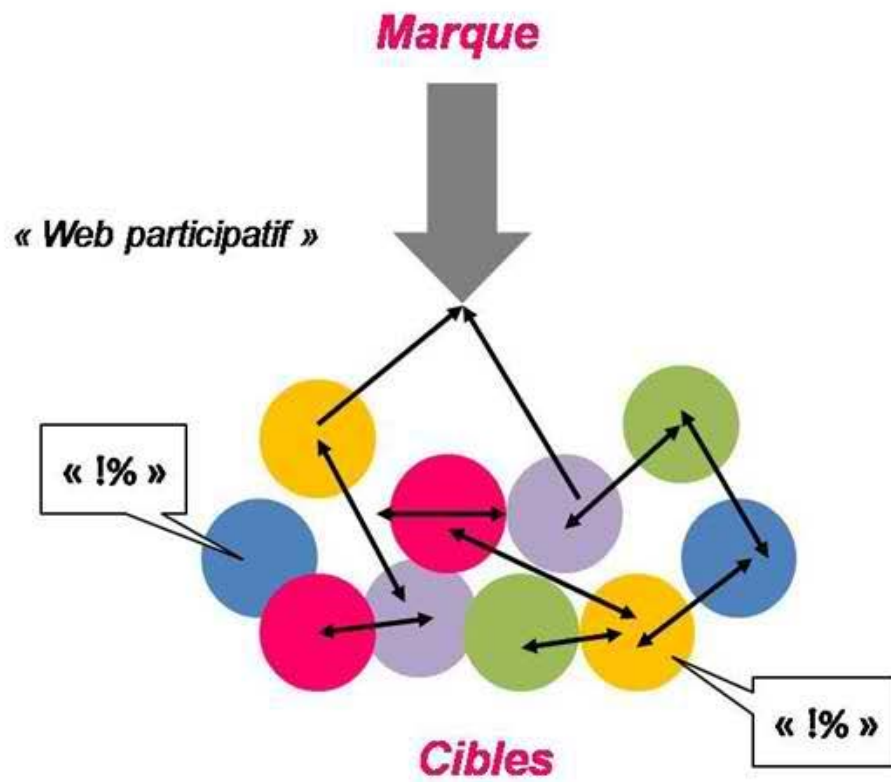 Marque
« Web participatif »
« !% »
« !% »
Cibles